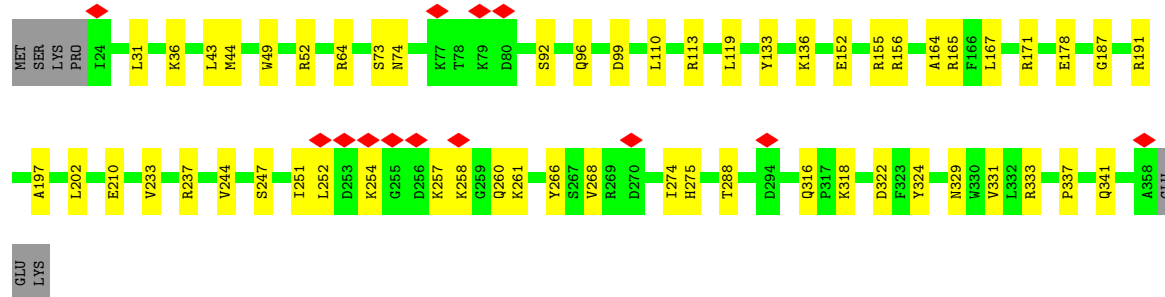 MET SER LYS PRO I24 L31 K36 L43 M44 W49 R52 R64 S73 N74 K77 T78 K79 D80 S92 Q96 D99 L110 R113 L119 Y133 K136 E152 R155 R156 A164 R165 F166 L167 R171 E178 G187 R191
A197 L202 E210 V233 R237 V244 S247 I251 L252 D253 K254 G255 D256 K257 K258 G259 Q260 K261 Y266 S267 V268 R269 D270 I274 H275 T288 D294 Q316 P317 K318 D322 F323 Y324 N329 W330 V331 L332 R333 P337 Q341 A358 GLU
GLU LYS